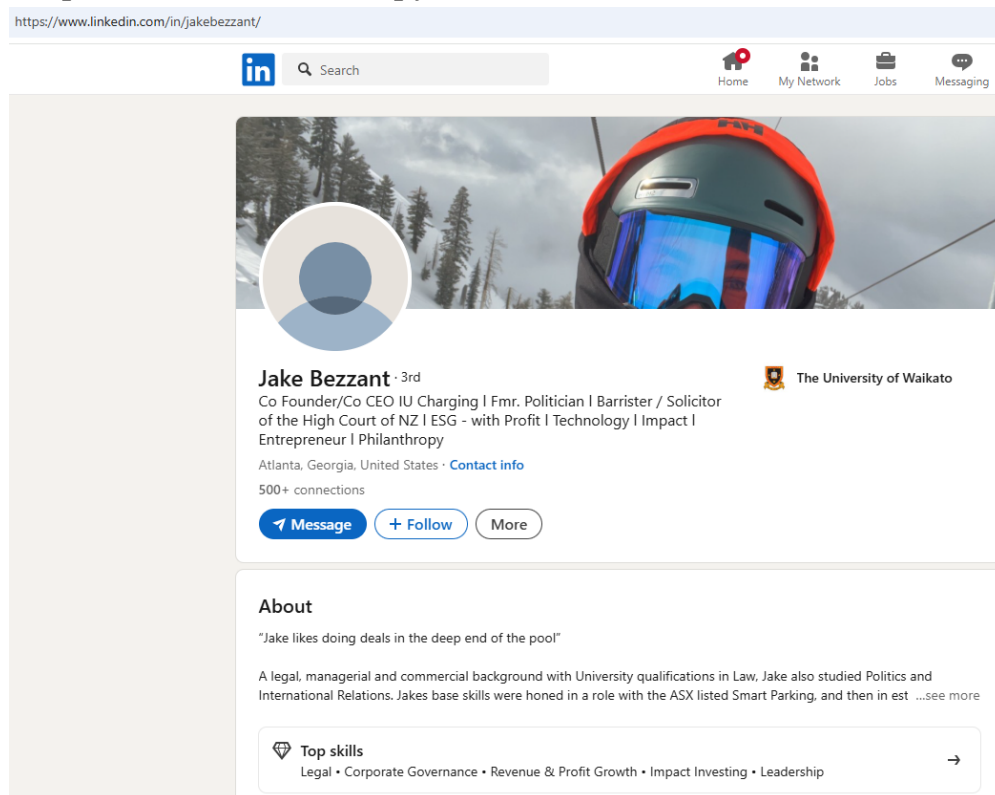 https://www.linkedin.com/in/jakebezzant/
in
Search
Home
My Network
Jobs
Messaging
HH
Jake Bezzant · 3rd
The University of Waikato
Co Founder/Co CEO IU Charging l Fmr. Politician l Barrister / Solicitor
of the High Court of NZ l ESG - with Profit l Technology l Impact l
Entrepreneur l Philanthropy
Atlanta, Georgia, United States · Contact info
500+ connections
Message
+ Follow
More
About
“Jake likes doing deals in the deep end of the pool”
A legal, managerial and commercial background with University qualifications in Law, Jake also studied Politics and
International Relations. Jakes base skills were honed in a role with the ASX listed Smart Parking, and then in est ...see more
Top skills
Legal • Corporate Governance • Revenue & Profit Growth • Impact Investing • Leadership